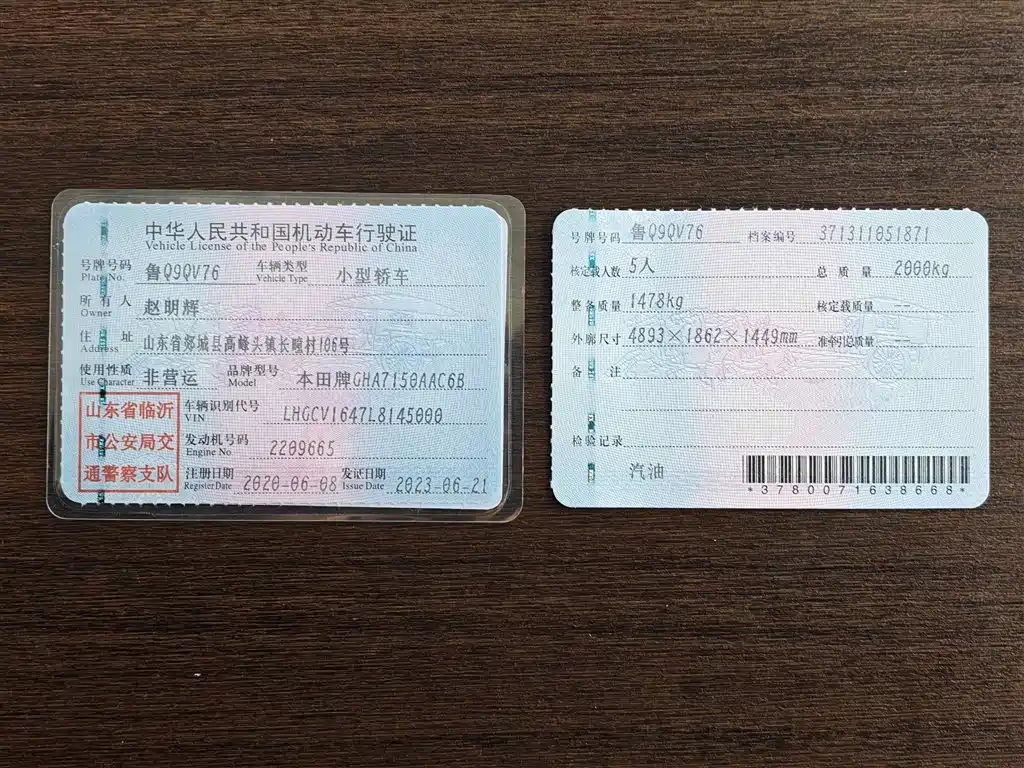 中华人民共和国机动车行驶证
Vehicle License of the People's Republic of China
号牌号码 鲁Q9QV76 车辆类型 小型轿车
Plate No. Vehicle Type
所有人 赵明辉
Owner
住址 山东省郯城县高峰头镇长疃村106号
Address
使用性质 非营运 品牌型号 本田牌GHA7150AAC6B
Use Character Model
山东省临沂
市公安局交
通警察支队
车辆识别代号 LHGCV1647L8145000
VIN
发动机号码 2209665
Engine No.
注册日期 2020-06-08 发证日期 2023-06-21
Register Date Issue Date
号牌号码 鲁Q9QV76 档案编号 371311051871
核定载人数 5人 总质量 2000kg
整备质量 1478kg 核定载质量 --
外廓尺寸 4893×1862×1449mm 准牵引总质量 --
备注
检验记录
汽油
*3780071638668*